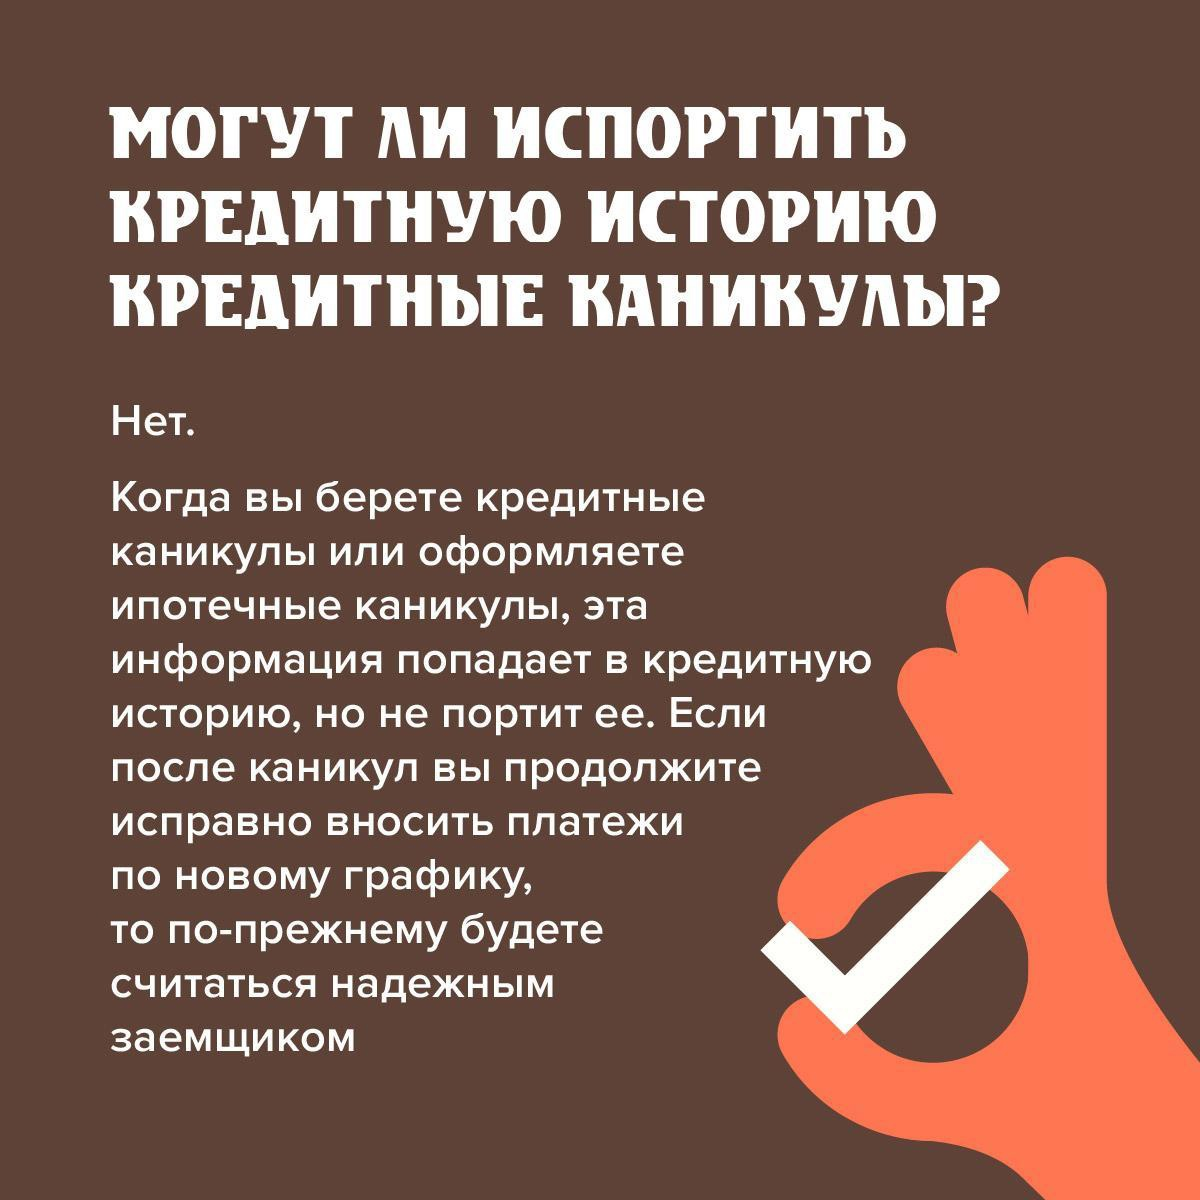 МОГУТ ЛИ ИСПОРТИТЬ
КРЕДИТНУЮ ИСТОРИЮ
КРЕДИТНЫЕ КАНИКУЛЫ?
Нет.
Когда вы берете кредитные
каникулы или оформляете
ипотечные каникулы, эта
информация попадает в кредитную
историю, но не портит ее. Если
после каникул вы продолжите
исправно вносить платежи
по новому графику,
то по-прежнему будете
считаться надежным
заемщиком